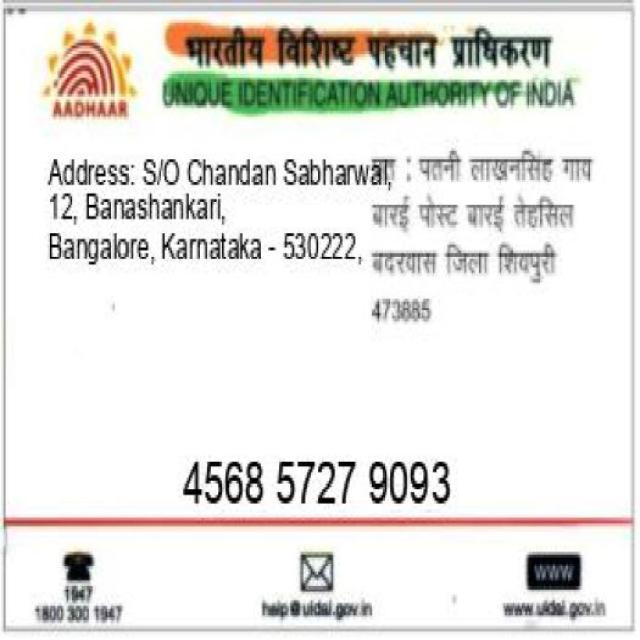 भारतीय विशिष्ट पहचान प्राधिकरण
AADHAAR
UNIQUE IDENTIFICATION AUTHORITY OF INDIA
Address: S/O Chandan Sabharwal,
12, Banashankari,
Bangalore, Karnataka - 530222,
: पतनी लाखनसिंह गाव
बारई पोस्ट बारई तेहसिल
बदरवास जिला शिवपुरी
473885
4568 5727 9093
1947
1800 300 1947
help@uidai.gov.in
WWW
www.uidai.gov.in